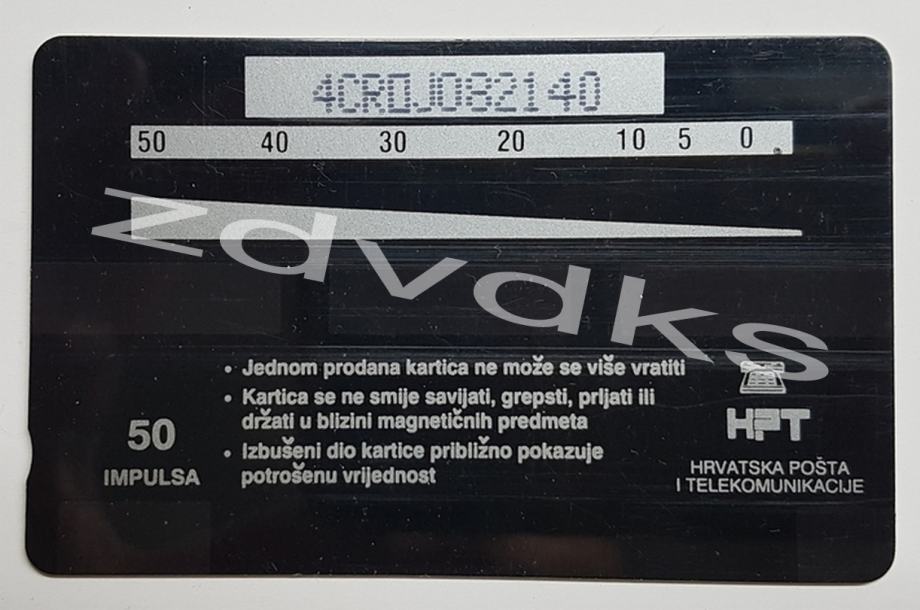 4CROJ082140
50 40 30 20 10 5 0
zdvdks
• Jednom prodana kartica ne može se više vratiti
• Kartica se ne smije savijati, grepsti, prljati ili
držati u blizini magnetičnih predmeta
• Izbušeni dio kartice približno pokazuje
potrošenu vrijednost
50
IMPULSA
HPT
HRVATSKA POŠTA
I TELEKOMUNIKACIJE